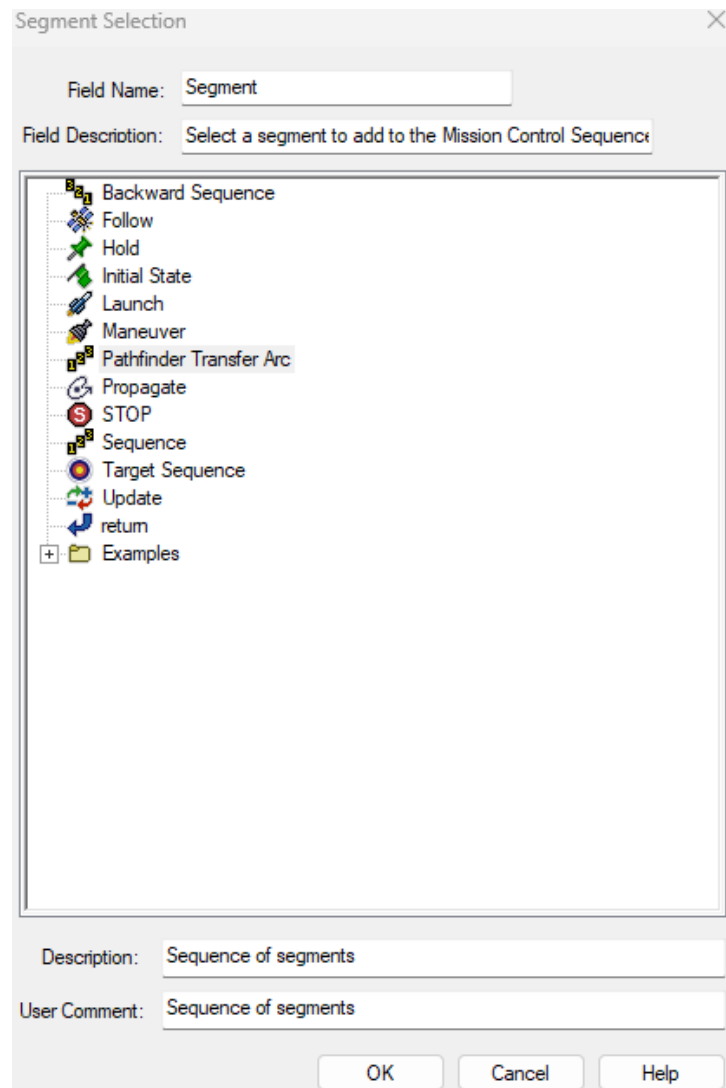 Segment Selection
Field Name: Segment
Field Description: Select a segment to add to the Mission Control Sequence
Backward Sequence
Follow
Hold
Initial State
Launch
Maneuver
Pathfinder Transfer Arc
Propagate
STOP
Sequence
Target Sequence
Update
return
Examples
Description: Sequence of segments
User Comment: Sequence of segments
OK Cancel Help